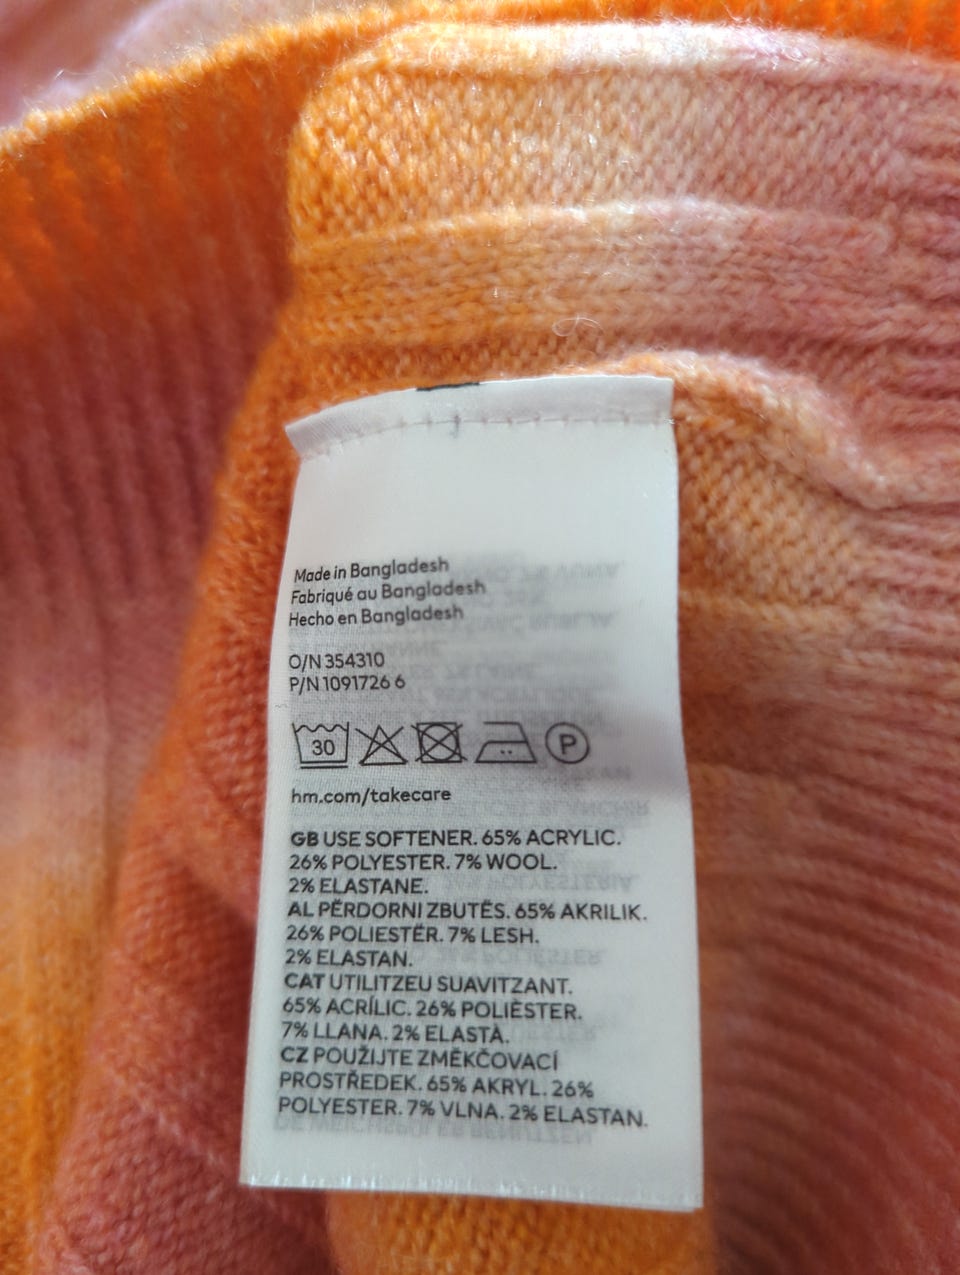 Made in Bangladesh
Fabriqué au Bangladesh
Hecho en Bangladesh
O/N 354310
P/N 1091726 6
30 P
hm.com/takecare
GB USE SOFTENER. 65% ACRYLIC.
26% POLYESTER. 7% WOOL.
2% ELASTANE.
AL PËRDORNI ZBUTËS. 65% AKRILIK.
26% POLIESTËR. 7% LESH.
2% ELASTAN.
CAT UTILITZEU SUAVITZANT.
65% ACRÍLIC. 26% POLIÈSTER.
7% LLANA. 2% ELASTÀ.
CZ POUŽIJTE ZMĚKČOVACÍ
PROSTŘEDEK. 65% AKRYL. 26%
POLYESTER. 7% VLNA. 2% ELASTAN.